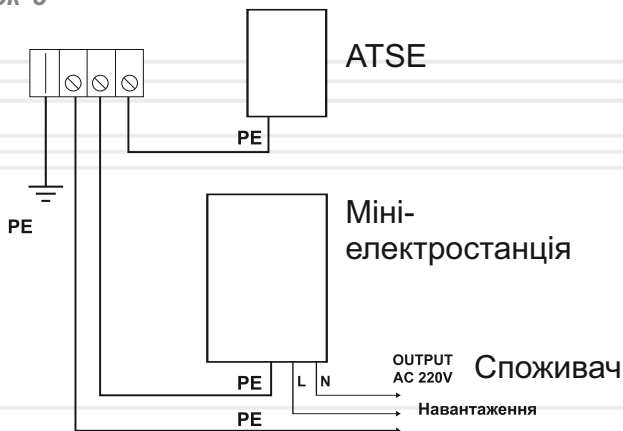 ATSE
PE
PE
Міні-
електростанція
PE
L
N
OUTPUT
AC 220V
Споживач
Навантаження
PE